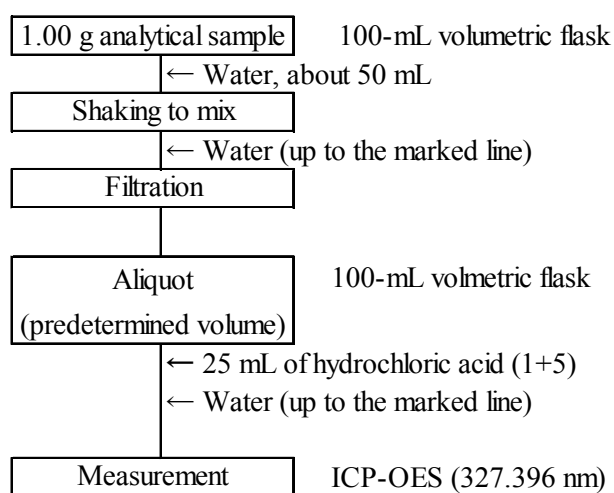 1.00 g analytical sample 100-mL volumetric flask
← Water, about 50 mL
Shaking to mix
← Water (up to the marked line)
Filtration
Aliquot 100-mL volmetric flask
(predetermined volume)
← 25 mL of hydrochloric acid (1+5)
← Water (up to the marked line)
Measurement ICP-OES (327.396 nm)